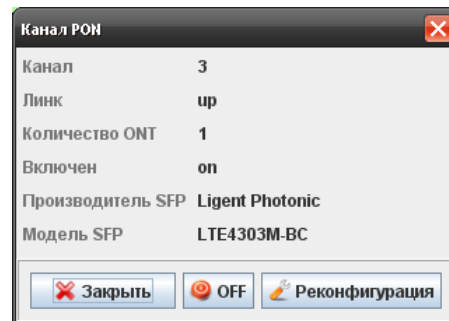 Канал PON
Канал 3
Линк up
Количество ONT 1
Включен on
Производитель SFP Ligent Photonic
Модель SFP LTE4303M-BC
Закрыть OFF Реконфигурация